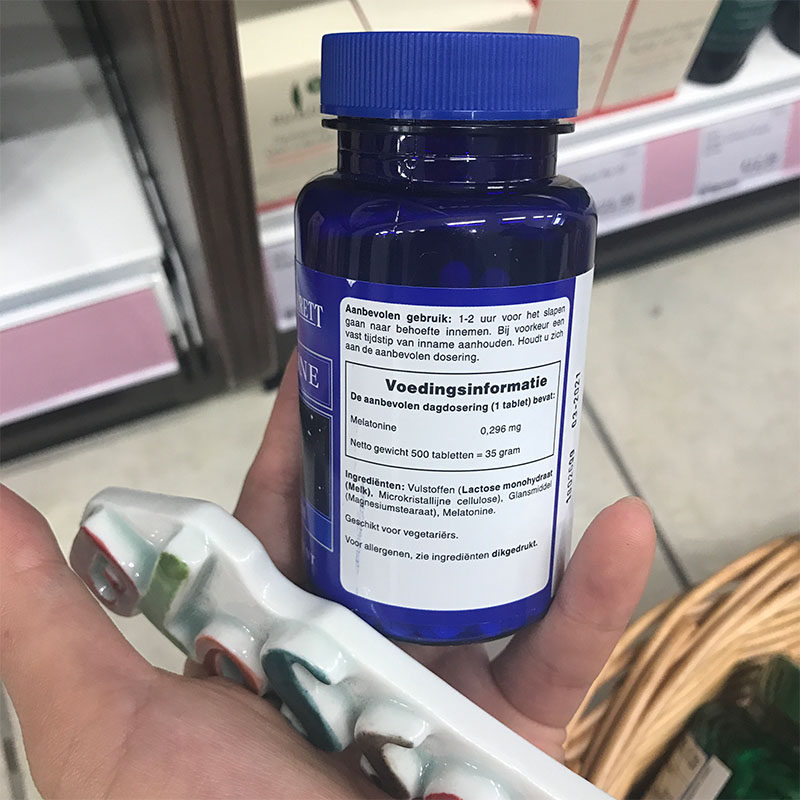 RETT
NE
Aanbevolen gebruik: 1-2 uur voor het slapen
gaan naar behoefte innemen. Bij voorkeur een
vast tijdstip van inname aanhouden. Houdt u zich
aan de aanbevolen dosering.
Voedingsinformatie
De aanbevolen dagdosering (1 tablet) bevat:
Melatonine 0,296 mg
Netto gewicht 500 tabletten = 35 gram
Ingrediënten: Vulstoffen (Lactose monohydraat
(Melk), Microkristallijne cellulose), Glansmiddel
(Magnesiumstearaat), Melatonine.
Geschikt voor vegetariërs.
Voor allergenen, zie ingrediënten dikgedrukt.
03-2021